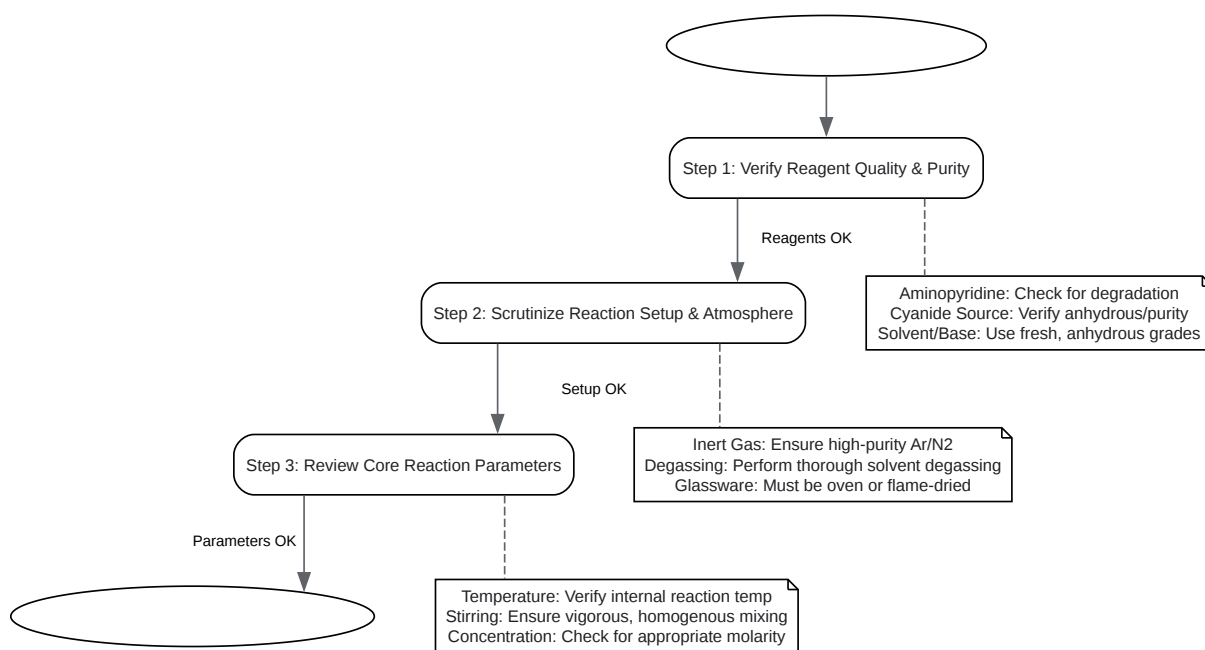 Step 1: Verify Reagent Quality & Purity
Reagents OK
Aminopyridine: Check for degradation
Cyanide Source: Verify anhydrous/purity
Solvent/Base: Use fresh, anhydrous grades
Step 2: Scrutinize Reaction Setup & Atmosphere
Setup OK
Inert Gas: Ensure high-purity Ar/N2
Degassing: Perform thorough solvent degassing
Glassware: Must be oven or flame-dried
Step 3: Review Core Reaction Parameters
Parameters OK
Temperature: Verify internal reaction temp
Stirring: Ensure vigorous, homogenous mixing
Concentration: Check for appropriate molarity